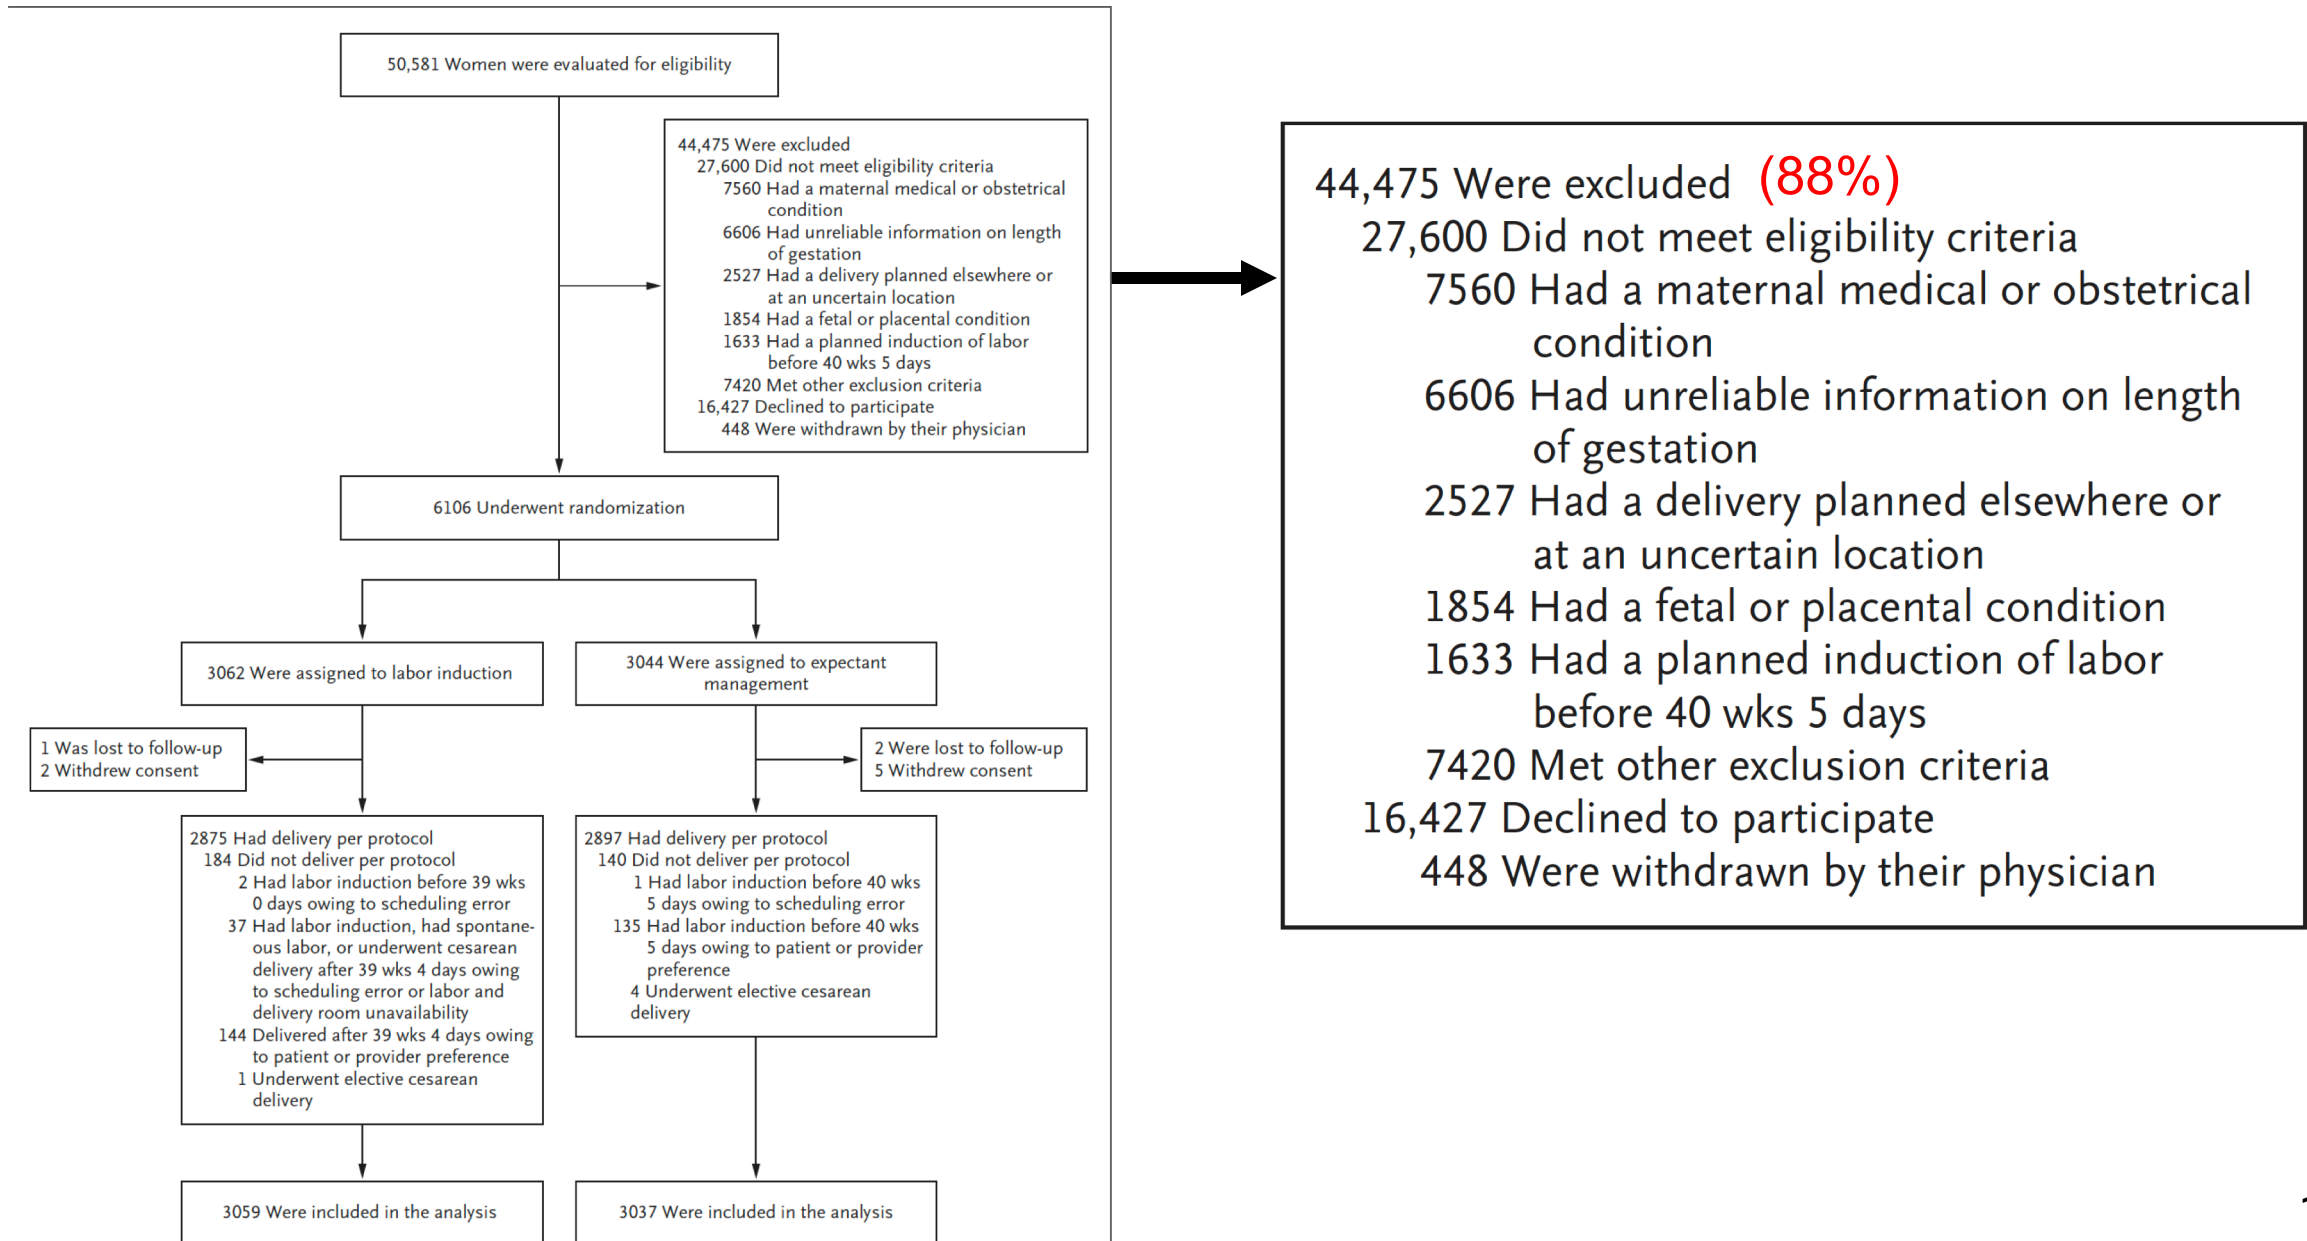 50,581 Women were evaluated for eligibility
44,475 Were excluded
27,600 Did not meet eligibility criteria
7560 Had a maternal medical or obstetrical
condition
6606 Had unreliable information on length
of gestation
2527 Had a delivery planned elsewhere or
at an uncertain location
1854 Had a fetal or placental condition
1633 Had a planned induction of labor
before 40 wks 5 days
7420 Met other exclusion criteria
16,427 Declined to participate
448 Were withdrawn by their physician
6106 Underwent randomization
3062 Were assigned to labor induction
3044 Were assigned to expectant
management
1 Was lost to follow-up
2 Withdrew consent
2 Were lost to follow-up
5 Withdrew consent
2875 Had delivery per protocol
184 Did not deliver per protocol
2 Had labor induction before 39 wks
0 days owing to scheduling error
37 Had labor induction, had spontane-
ous labor, or underwent cesarean
delivery after 39 wks 4 days owing
to scheduling error or labor and
delivery room unavailability
144 Delivered after 39 wks 4 days owing
to patient or provider preference
1 Underwent elective cesarean
delivery
2897 Had delivery per protocol
140 Did not deliver per protocol
1 Had labor induction before 40 wks
5 days owing to scheduling error
135 Had labor induction before 40 wks
5 days owing to patient or provider
preference
4 Underwent elective cesarean
delivery
3059 Were included in the analysis
3037 Were included in the analysis
44,475 Were excluded (88%)
27,600 Did not meet eligibility criteria
7560 Had a maternal medical or obstetrical
condition
6606 Had unreliable information on length
of gestation
2527 Had a delivery planned elsewhere or
at an uncertain location
1854 Had a fetal or placental condition
1633 Had a planned induction of labor
before 40 wks 5 days
7420 Met other exclusion criteria
16,427 Declined to participate
448 Were withdrawn by their physician